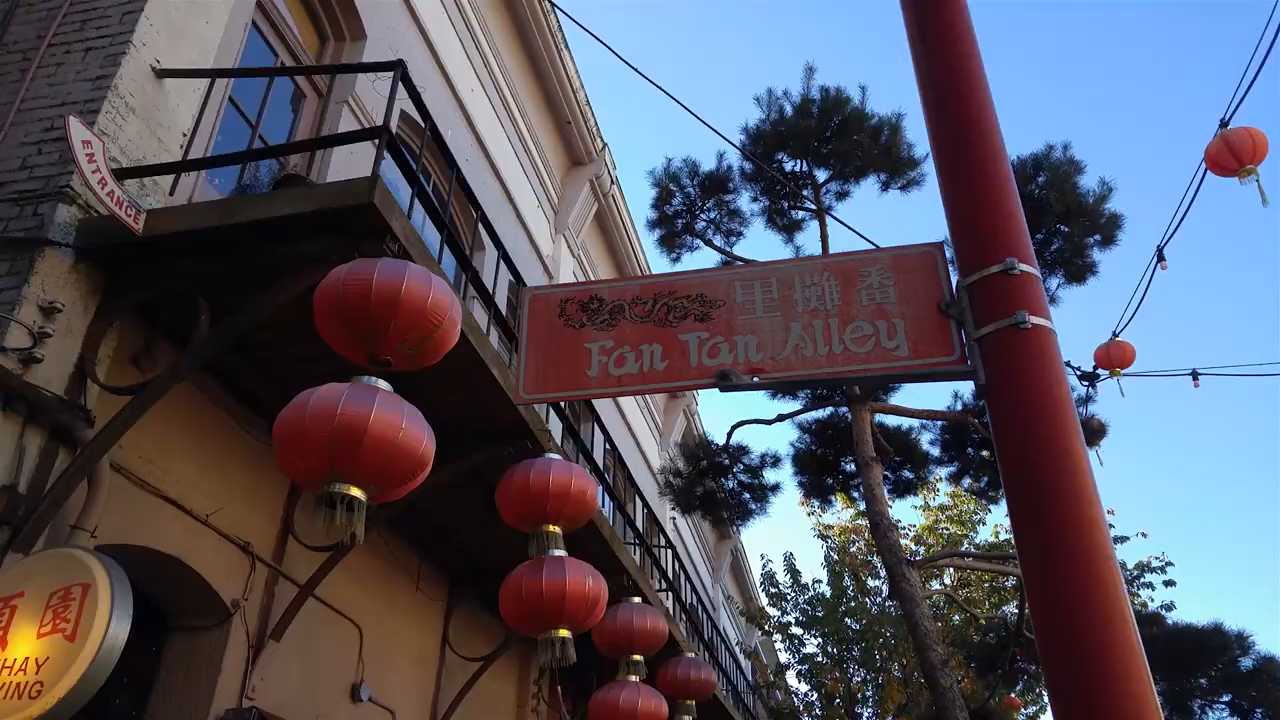 ENTRANCE
里攤番
Fan Tan Alley
園